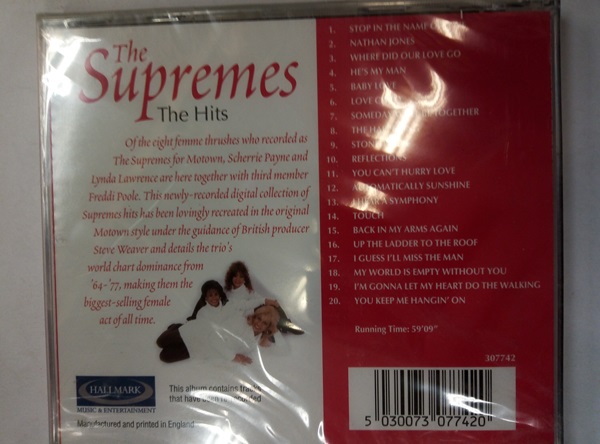 The
Supremes
The Hits
Of the eight femme thrushes who recorded as
The Supremes for Motown, Scherrie Payne and
Lynda Lawrence are here together with third member
Freddi Poole. This newly-recorded digital collection of
Supremes hits has been lovingly recreated in the original
Motown style under the guidance of British producer
Steve Weaver and details the trio's
world chart dominance from
'64-'77, making them the
biggest-selling female
act of all time.
HALLMARK
MUSIC & ENTERTAINMENT
This album contains tracks
that have been re-recorded
Manufactured and printed in England
1. STOP IN THE NAME
2. NATHAN JONES
3. WHERE DID OUR LOVE GO
4. HE'S MY MAN
5. BABY LOVE
6. LOVE
7. SOMEDAY TOGETHER
8. THE
9. STONE
10. REFLECTIONS
11. YOU CAN'T HURRY LOVE
12. AUTOMATICALLY SUNSHINE
13. I HEAR A SYMPHONY
14. TOUCH
15. BACK IN MY ARMS AGAIN
16. UP THE LADDER TO THE ROOF
17. I GUESS I'LL MISS THE MAN
18. MY WORLD IS EMPTY WITHOUT YOU
19. I'M GONNA LET MY HEART DO THE WALKING
20. YOU KEEP ME HANGIN' ON
Running Time: 59'09"
307742
5 030073 077420